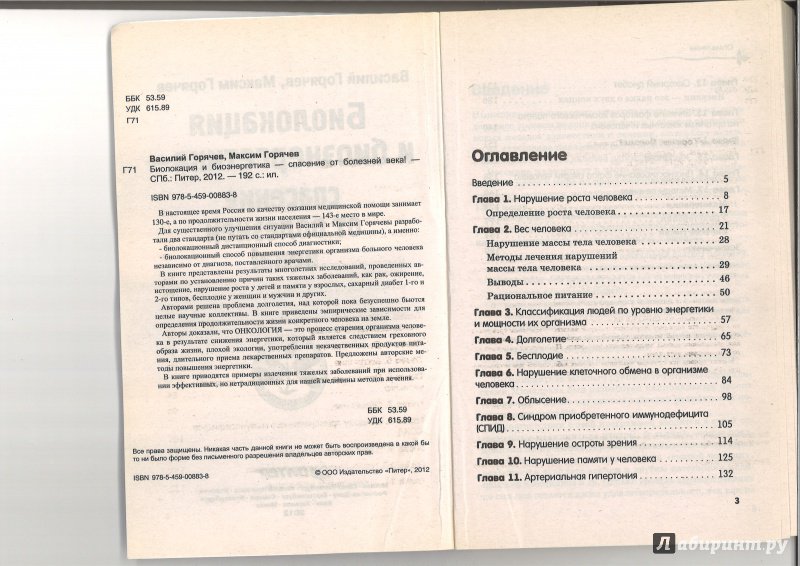 ББК 53.59
УДК 615.89
Г71
Василий Горячев, Максим Горячев
Г71 Биолокация и биоэнергетика — спасение от болезней века! —
СПб.: Питер, 2012. — 192 с.: ил.
ISBN 978-5-459-00883-8
В настоящее время Россия по качеству оказания медицинской помощи занимает
130-е, а по продолжительности жизни населения — 143-е место в мире.
Для существенного улучшения ситуации Василий и Максим Горячевы разрабо-
тали два стандарта (не путать со стандартами официальной медицины), а именно:
- биолокационный дистанционный способ диагностики;
- биолокационный способ повышения энергетики организма больного человека
независимо от диагноза, поставленного врачами.
В книге представлены результаты многолетних исследований, проведенных ав-
торами по установлению причин таких тяжелых заболеваний, как рак, ожирение,
истощение, нарушение роста у детей и памяти у взрослых, сахарный диабет 1-го и
2-го типов, бесплодие у женщин и мужчин и других.
Авторами решена проблема долголетия, над которой пока безуспешно бьются
целые научные коллективы. В книге приведены эмпирические зависимости для
определения продолжительности жизни конкретного человека на земле.
Авторы доказали, что ОНКОЛОГИЯ — это процесс старения организма челове-
ка в результате снижения энергетики, который является следствием греховного
образа жизни, плохой экологии, употребления некачественных продуктов пита-
ния, длительного приема лекарственных препаратов. Предложены авторские ме-
тоды повышения энергетики.
В книге приводятся примеры излечения тяжелых заболеваний при использова-
нии эффективных, но нетрадиционных для нашей медицины методов лечения.
ББК 53.59
УДК 615.89
Все права защищены. Никакая часть данной книги не может быть воспроизведена в какой бы
то ни было форме без письменного разрешения владельцев авторских прав.
ISBN 978-5-459-00883-8
© ООО Издательство «Питер», 2012
Оглавление
Введение 5
Глава 1. Нарушение роста человека 8
Определение роста человека 17
Глава 2. Вес человека 21
Нарушение массы тела человека 28
Методы лечения нарушений
массы тела человека 29
Выводы 46
Рациональное питание 50
Глава 3. Классификация людей по уровню энергетики
и мощности их организма 57
Глава 4. Долголетие 65
Глава 5. Бесплодие 73
Глава 6. Нарушение клеточного обмена в организме
человека 84
Глава 7. Облысение 98
Глава 8. Синдром приобретенного иммунодефицита
(СПИД) 105
Глава 9. Нарушение остроты зрения 114
Глава 10. Нарушение памяти у человека 125
Глава 11. Артериальная гипертония 132
3
Лабиринт.ру